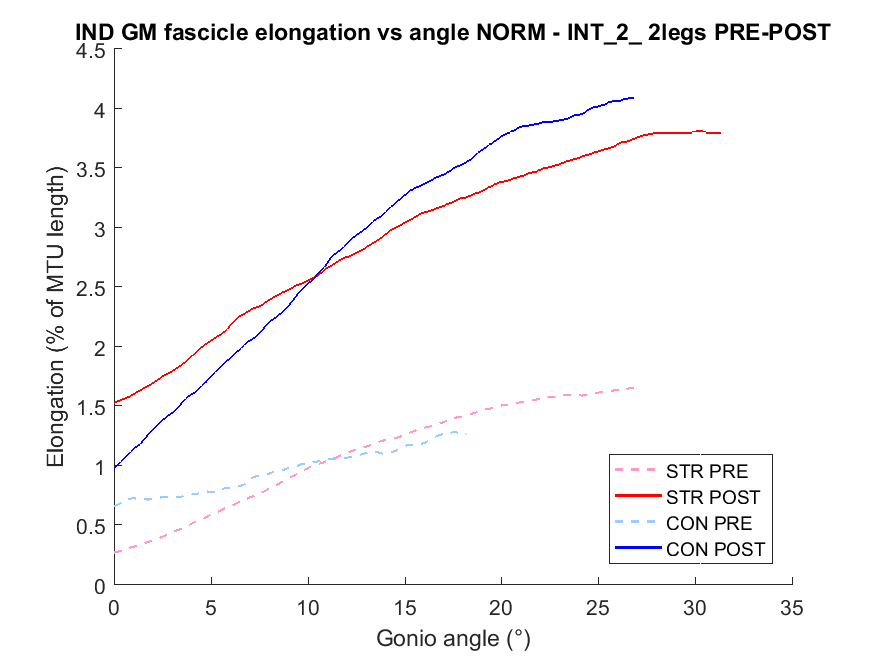 IND GM fascicle elongation vs angle NORM - INT_2_ 2legs PRE-POST
Elongation (% of MTU length)
4.5
4
3.5
3
2.5
2
1.5
1
0.5
0
0 5 10 15 20 25 30 35
Gonio angle (°)
STR PRE
STR POST
CON PRE
CON POST